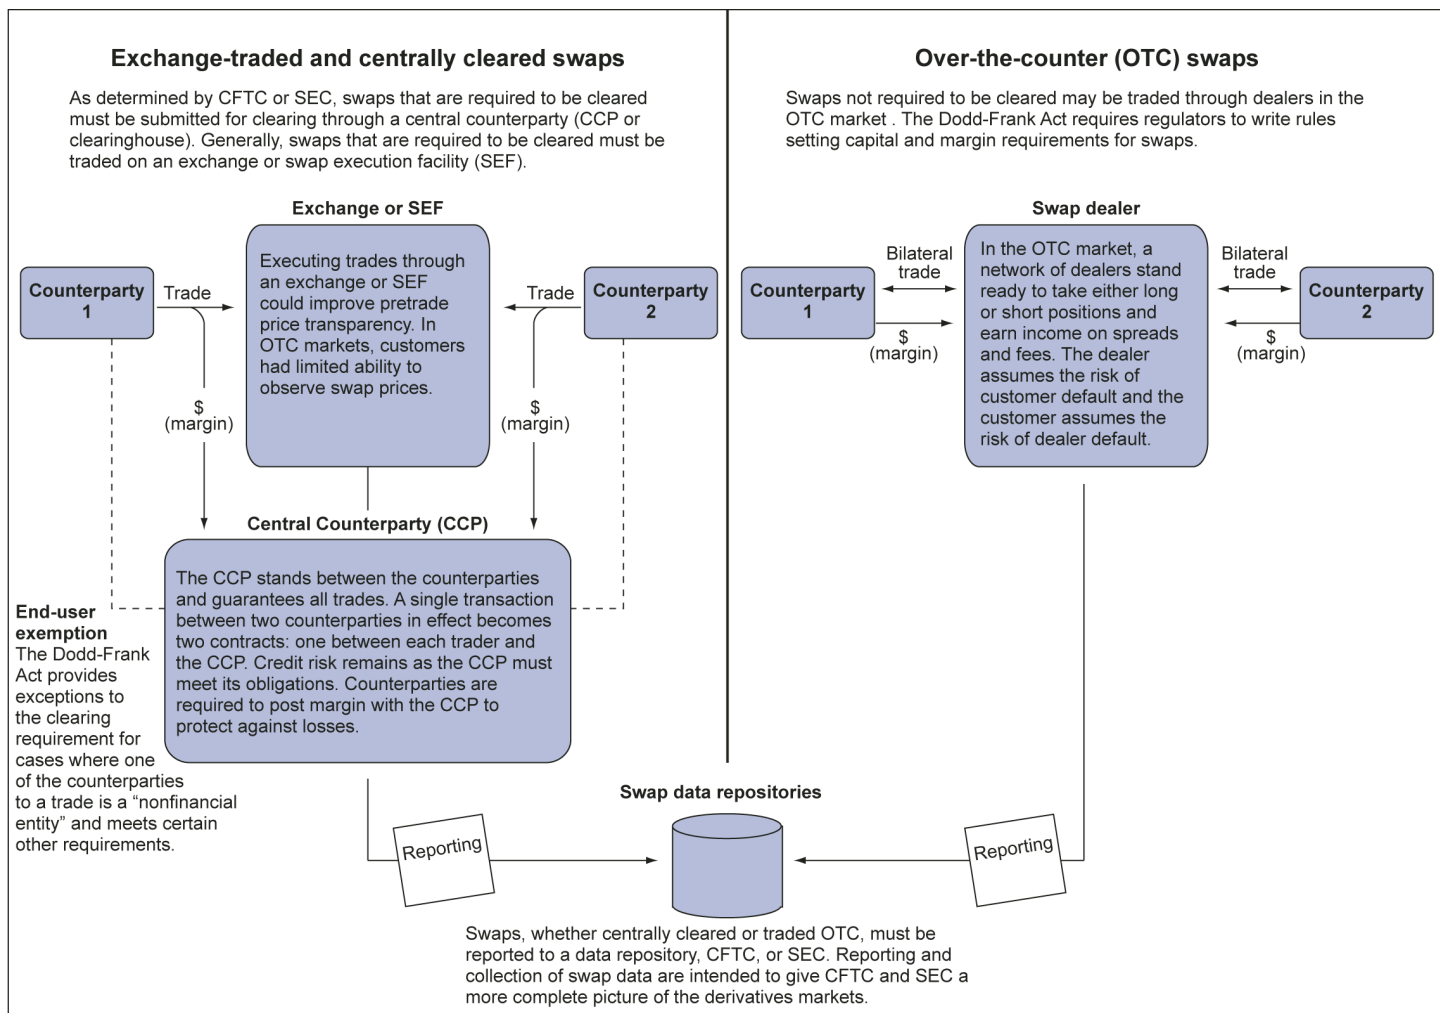 Exchange-traded and centrally cleared swaps
As determined by CFTC or SEC, swaps that are required to be cleared
must be submitted for clearing through a central counterparty (CCP or
clearinghouse). Generally, swaps that are required to be cleared must be
traded on an exchange or swap execution facility (SEF).
Exchange or SEF
Executing trades through
an exchange or SEF
could improve pretrade
price transparency. In
OTC markets, customers
had limited ability to
observe swap prices.
Counterparty
1
Trade
$
(margin)
Trade
Counterparty
2
$
(margin)
Central Counterparty (CCP)
The CCP stands between the counterparties
and guarantees all trades. A single transaction
between two counterparties in effect becomes
two contracts: one between each trader and
the CCP. Credit risk remains as the CCP must
meet its obligations. Counterparties are
required to post margin with the CCP to
protect against losses.
End-user
exemption
The Dodd-Frank
Act provides
exceptions to
the clearing
requirement for
cases where one
of the counterparties
to a trade is a “nonfinancial
entity” and meets certain
other requirements.
Over-the-counter (OTC) swaps
Swaps not required to be cleared may be traded through dealers in the
OTC market . The Dodd-Frank Act requires regulators to write rules
setting capital and margin requirements for swaps.
Swap dealer
In the OTC market, a
network of dealers stand
ready to take either long
or short positions and
earn income on spreads
and fees. The dealer
assumes the risk of
customer default and the
customer assumes the
risk of dealer default.
Counterparty
1
Bilateral
trade
$
(margin)
Bilateral
trade
$
(margin)
Counterparty
2
Swap data repositories
Reporting
Reporting
Swaps, whether centrally cleared or traded OTC, must be
reported to a data repository, CFTC, or SEC. Reporting and
collection of swap data are intended to give CFTC and SEC a
more complete picture of the derivatives markets.